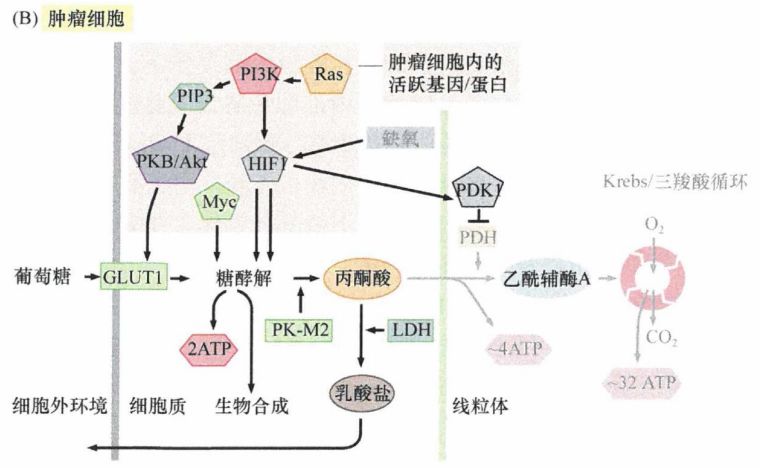 (B) 肿瘤细胞
PI3K
Ras
肿瘤细胞内的
活跃基因/蛋白
PIP3
缺氧
PKB/Akt
HIF1
PDK1
Krebs/三羧酸循环
Myc
PDH
O₂
葡萄糖
GLUT1
糖酵解
丙酮酸
乙酰辅酶A
2ATP
PK-M2
LDH
~4ATP
CO₂
~32 ATP
乳酸盐
细胞外环境
细胞质
生物合成
线粒体